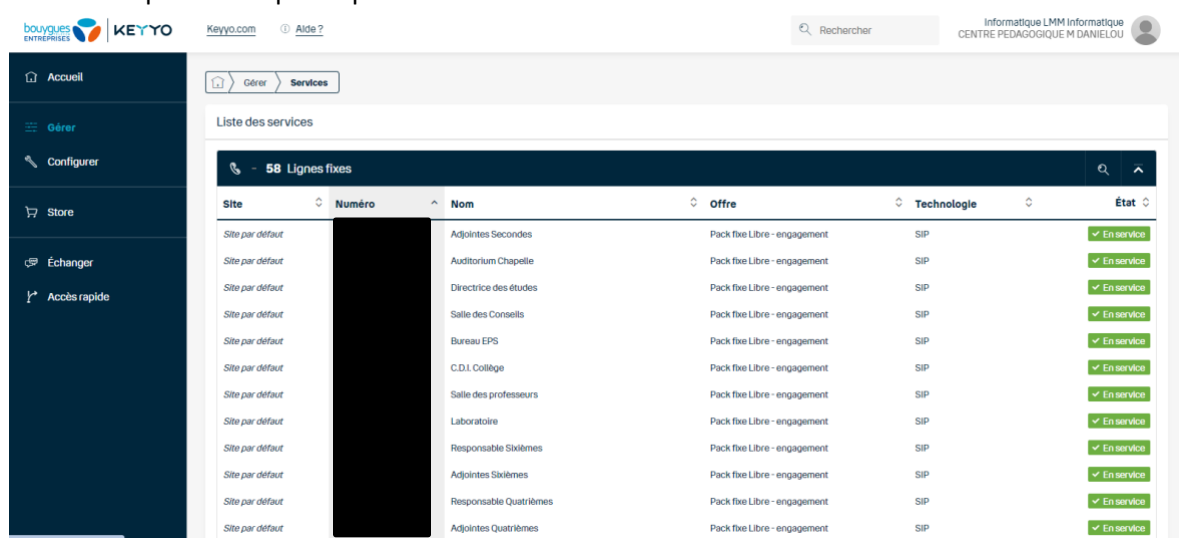 bouygues ENTREPRISES KEYYO Keyyo.com Aide ? Rechercher Informatique LMM Informatique
CENTRE PEDAGOGIQUE M DANIELOU
Accueil
Gérer Services
Liste des services
Gérer
Configurer
58 Lignes fixes
Site Numéro Nom Offre Technologie État
Store
Site par défaut Adjointes Secondes Pack fixe Libre - engagement SIP En service
Échanger
Site par défaut Auditorium Chapelle Pack fixe Libre - engagement SIP En service
Site par défaut Directrice des études Pack fixe Libre - engagement SIP En service
Accès rapide
Site par défaut Salle des Conseils Pack fixe Libre - engagement SIP En service
Site par défaut Bureau EPS Pack fixe Libre - engagement SIP En service
Site par défaut C.D.I. Collège Pack fixe Libre - engagement SIP En service
Site par défaut Salle des professeurs Pack fixe Libre - engagement SIP En service
Site par défaut Laboratoire Pack fixe Libre - engagement SIP En service
Site par défaut Responsable Sixièmes Pack fixe Libre - engagement SIP En service
Site par défaut Adjointes Sixièmes Pack fixe Libre - engagement SIP En service
Site par défaut Responsable Quatrièmes Pack fixe Libre - engagement SIP En service
Site par défaut Adjointes Quatrièmes Pack fixe Libre - engagement SIP En service